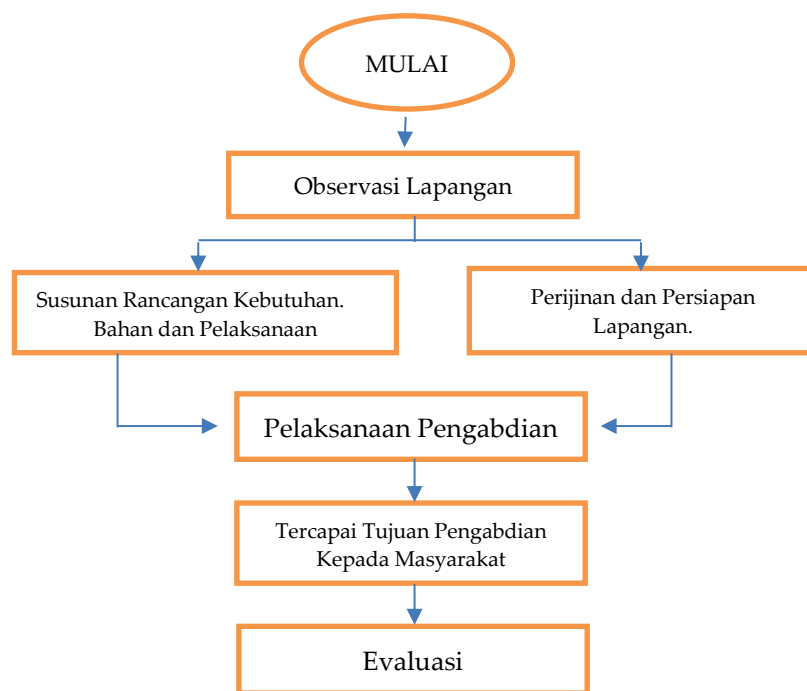 MULAI
Observasi Lapangan
Susunan Rancangan Kebutuhan.
Bahan dan Pelaksanaan
Perijinan dan Persiapan
Lapangan.
Pelaksanaan Pengabdian
Tercapai Tujuan Pengabdian
Kepada Masyarakat
Evaluasi